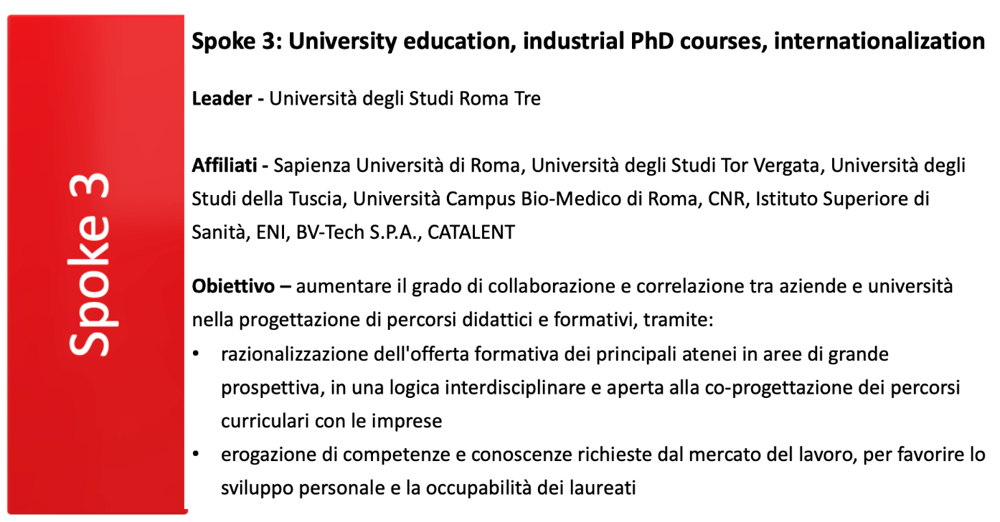 Spoke 3
Spoke 3: University education, industrial PhD courses, internationalization
Leader - Università degli Studi Roma Tre
Affiliati - Sapienza Università di Roma, Università degli Studi Tor Vergata, Università degli
Studi della Tuscia, Università Campus Bio-Medico di Roma, CNR, Istituto Superiore di
Sanità, ENI, BV-Tech S.P.A., CATALENT
Obiettivo – aumentare il grado di collaborazione e correlazione tra aziende e università
nella progettazione di percorsi didattici e formativi, tramite:
• razionalizzazione dell'offerta formativa dei principali atenei in aree di grande
prospettiva, in una logica interdisciplinare e aperta alla co-progettazione dei percorsi
curriculari con le imprese
• erogazione di competenze e conoscenze richieste dal mercato del lavoro, per favorire lo
sviluppo personale e la occupabilità dei laureati